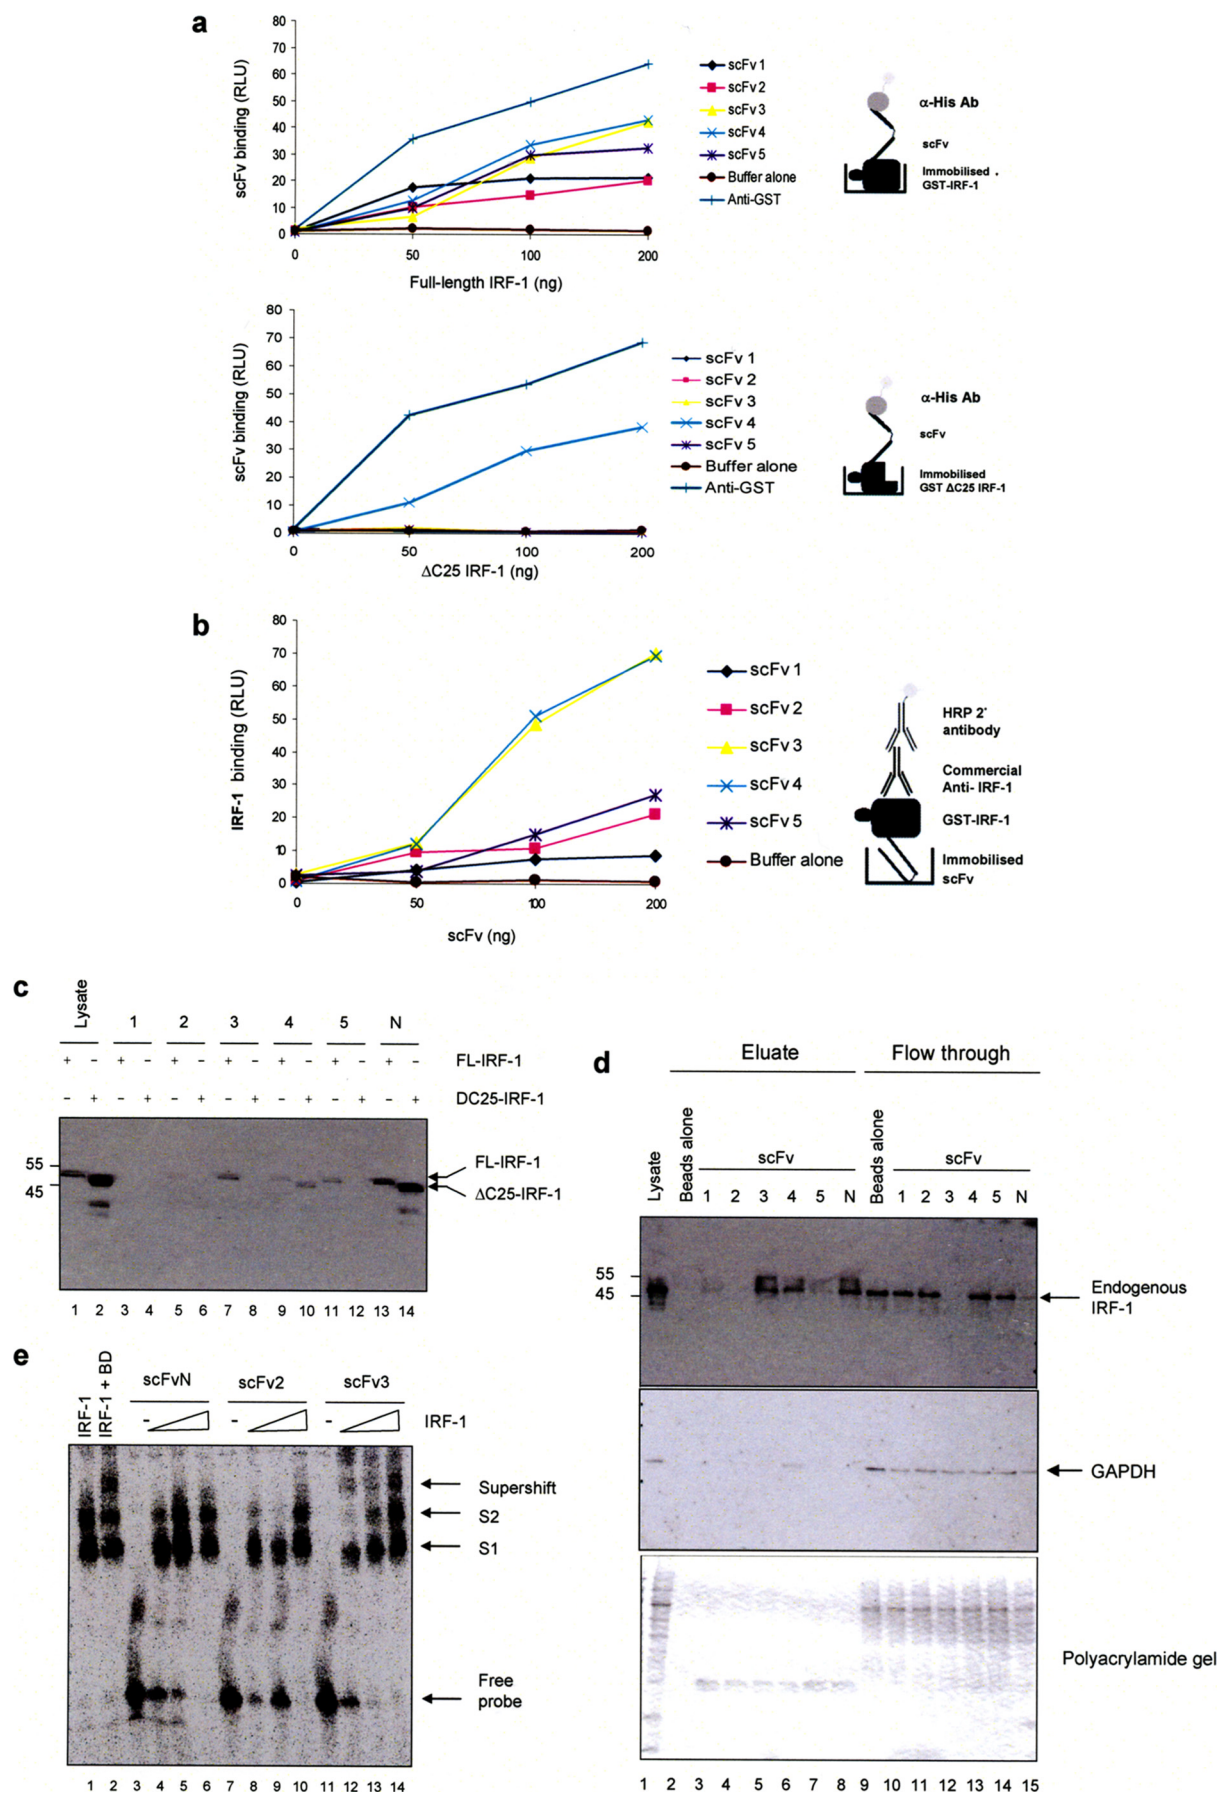 a
80
70
60
50
40
30
20
10
0
scFv binding (RLU)
0 50 100 200
Full-length IRF-1 (ng)
scFv 1
scFv 2
scFv 3
scFv 4
scFv 5
Buffer alone
Anti-GST
α-His Ab
scFv
Immobilised .
GST-IRF-1
80
70
60
50
40
30
20
10
0
scFv binding (RLU)
0 50 100 200
ΔC25 IRF-1 (ng)
scFv 1
scFv 2
scFv 3
scFv 4
scFv 5
Buffer alone
Anti-GST
α-His Ab
scFv
Immobilised
GST ΔC25 IRF-1
b
80
70
60
50
40
30
20
10
0
IRF-1 binding (RLU)
0 50 100 200
scFv (ng)
scFv 1
scFv 2
scFv 3
scFv 4
scFv 5
Buffer alone
HRP 2'
antibody
Commercial
Anti- IRF-1
GST-IRF-1
Immobilised
scFv
c
Lysate 1 2 3 4 5 N
+ - + - + - + - + - + - + - FL-IRF-1
- + - + - + - + - + - + - + DC25-IRF-1
55
45
FL-IRF-1
ΔC25-IRF-1
1 2 3 4 5 6 7 8 9 10 11 12 13 14
d
Eluate Flow through
Lysate
Beads alone
scFv
1 2 3 4 5 N
Beads alone
scFv
1 2 3 4 5 N
55
45
Endogenous
IRF-1
GAPDH
Polyacrylamide gel
1 2 3 4 5 6 7 8 9 10 11 12 13 14 15
e
IRF-1
IRF-1 + BD
scFvN scFv2 scFv3
- - - IRF-1
Supershift
S2
S1
Free
probe
1 2 3 4 5 6 7 8 9 10 11 12 13 14